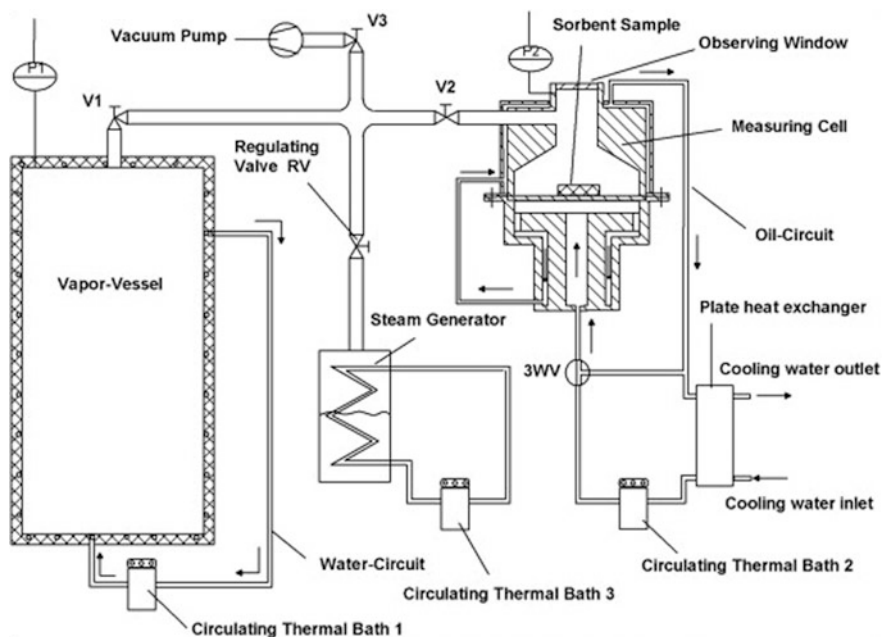 V3
Vacuum Pump
Sorbent Sample
P2
Observing Window
P1
V1
V2
Regulating
Valve RV
Measuring Cell
Oil-Circuit
Vapor-Vessel
Plate heat exchanger
Steam Generator
3WV
Cooling water outlet
Cooling water inlet
Water-Circuit
Circulating Thermal Bath 2
Circulating Thermal Bath 3
Circulating Thermal Bath 1